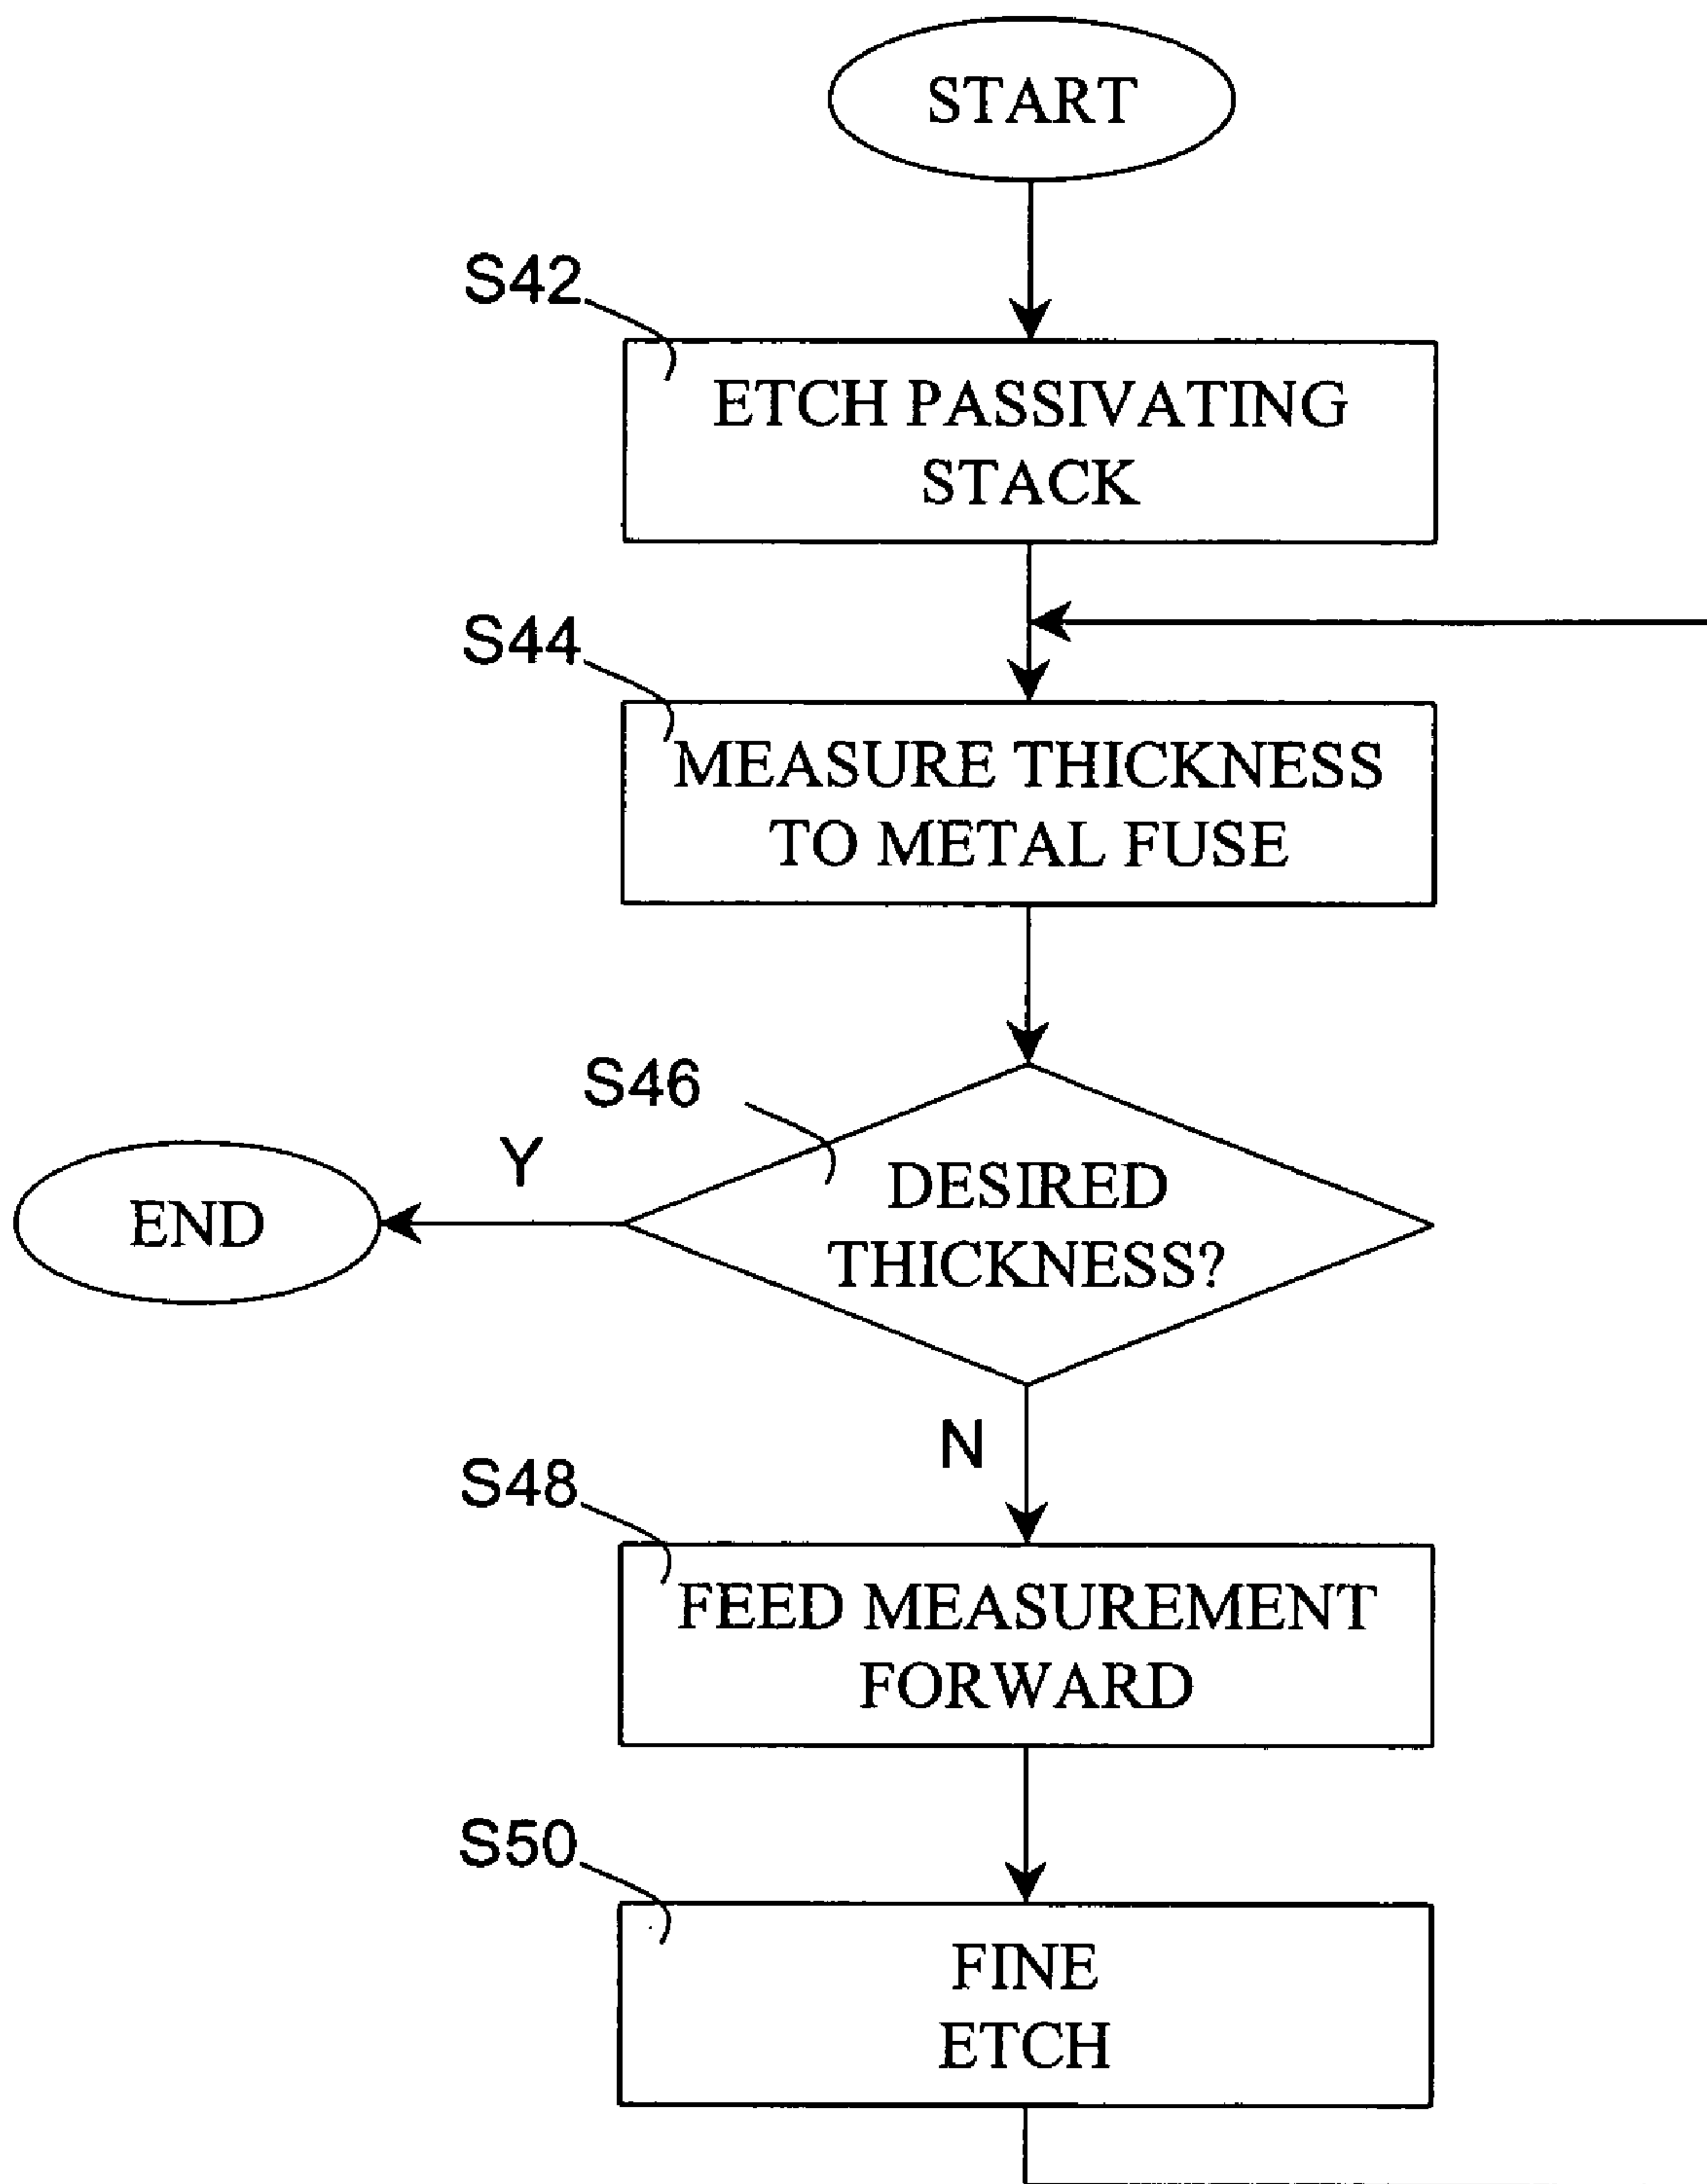 START
S42
ETCH PASSIVATING
STACK
S44
MEASURE THICKNESS
TO METAL FUSE
S46
DESIRED
THICKNESS?
Y
END
N
S48
FEED MEASUREMENT
FORWARD
S50
FINE
ETCH